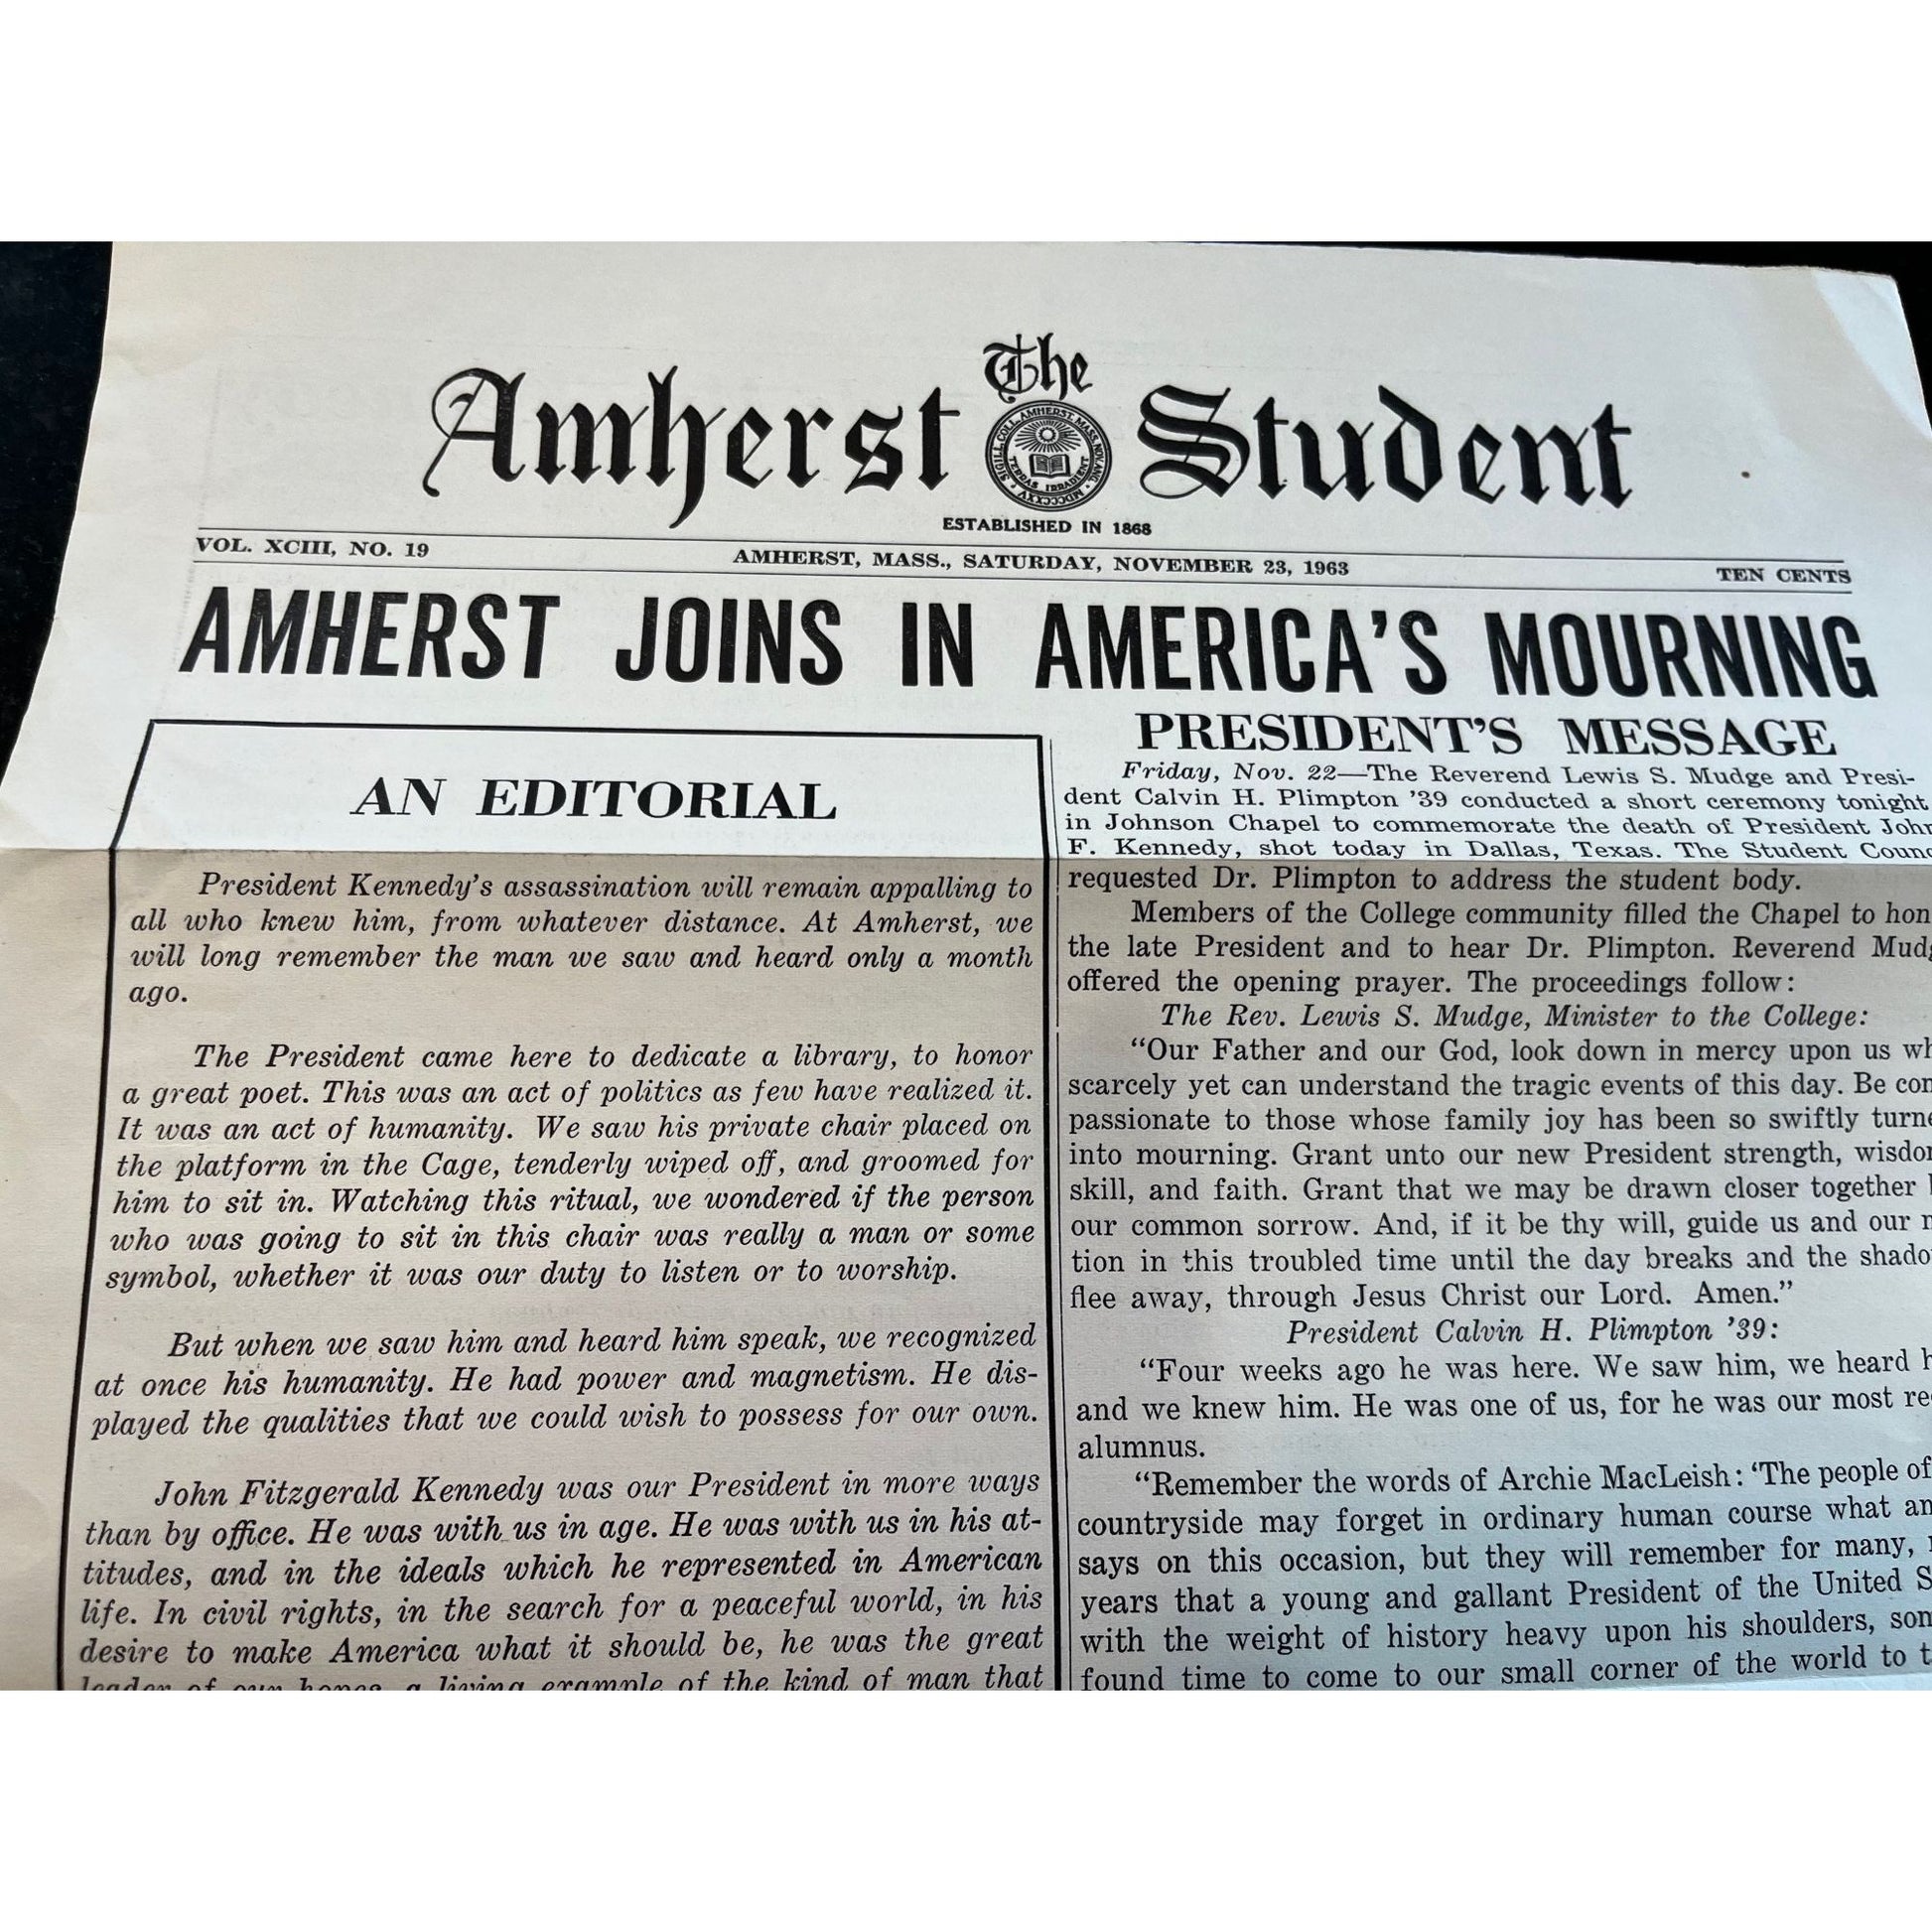 The
Amherst Student
SIGILL. COLL. AMHERST. MASS. NOV. ANG. MDCCCXXV
TERRAS IRRADIENT
ESTABLISHED IN 1868
VOL. XCIII, NO. 19
AMHERST, MASS., SATURDAY, NOVEMBER 23, 1963
TEN CENTS
AMHERST JOINS IN AMERICA'S MOURNING
AN EDITORIAL
President Kennedy's assassination will remain appalling to
all who knew him, from whatever distance. At Amherst, we
will long remember the man we saw and heard only a month
ago.
The President came here to dedicate a library, to honor
a great poet. This was an act of politics as few have realized it.
It was an act of humanity. We saw his private chair placed on
the platform in the Cage, tenderly wiped off, and groomed for
him to sit in. Watching this ritual, we wondered if the person
who was going to sit in this chair was really a man or some
symbol, whether it was our duty to listen or to worship.
But when we saw him and heard him speak, we recognized
at once his humanity. He had power and magnetism. He dis-
played the qualities that we could wish to possess for our own.
John Fitzgerald Kennedy was our President in more ways
than by office. He was with us in age. He was with us in his at-
titudes, and in the ideals which he represented in American
life. In civil rights, in the search for a peaceful world, in his
desire to make America what it should be, he was the great
leader of our hopes, a living example of the kind of man that
PRESIDENT'S MESSAGE
Friday, Nov. 22—The Reverend Lewis S. Mudge and Presi-
dent Calvin H. Plimpton '39 conducted a short ceremony tonight
in Johnson Chapel to commemorate the death of President John
F. Kennedy, shot today in Dallas, Texas. The Student Counc
requested Dr. Plimpton to address the student body.
Members of the College community filled the Chapel to hon
the late President and to hear Dr. Plimpton. Reverend Mudg
offered the opening prayer. The proceedings follow:
The Rev. Lewis S. Mudge, Minister to the College:
"Our Father and our God, look down in mercy upon us wh
scarcely yet can understand the tragic events of this day. Be com
passionate to those whose family joy has been so swiftly turne
into mourning. Grant unto our new President strength, wisdom
skill, and faith. Grant that we may be drawn closer together
our common sorrow. And, if it be thy will, guide us and our
tion in this troubled time until the day breaks and the shado
flee away, through Jesus Christ our Lord. Amen."
President Calvin H. Plimpton '39:
"Four weeks ago he was here. We saw him, we heard h
and we knew him. He was one of us, for he was our most re
alumnus.
"Remember the words of Archie MacLeish: 'The people of
countryside may forget in ordinary human course what an
says on this occasion, but they will remember for many,
years that a young and gallant President of the United S
with the weight of history heavy upon his shoulders, som
found time to come to our small corner of the world to t